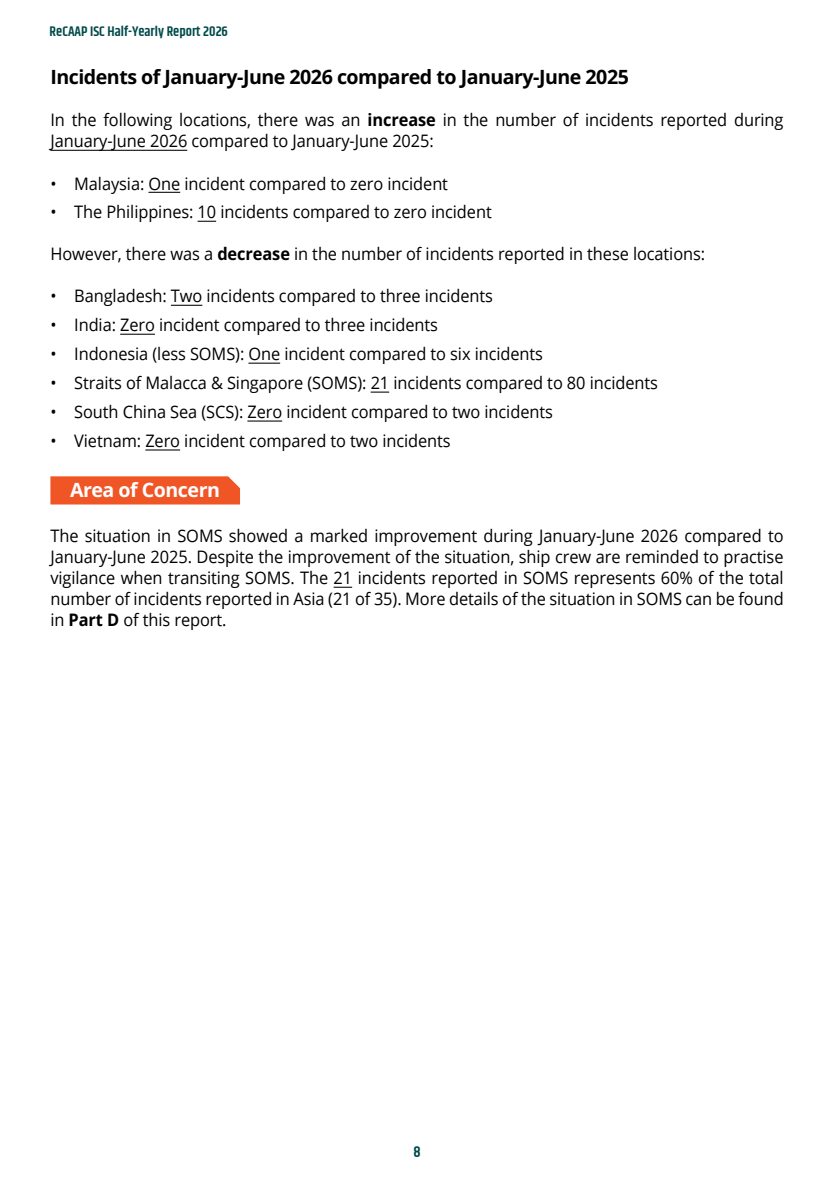 ReCAAP ISC Half-Yearly Report 2026
Incidents of January-June 2026 compared to January-June 2025
In the following locations, there was an increase in the number of incidents reported during
January-June 2026 compared to January-June 2025:
• Malaysia: One incident compared to zero incident
• The Philippines: 10 incidents compared to zero incident
However, there was a decrease in the number of incidents reported in these locations:
• Bangladesh: Two incidents compared to three incidents
• India: Zero incident compared to three incidents
• Indonesia (less SOMS): One incident compared to six incidents
• Straits of Malacca & Singapore (SOMS): 21 incidents compared to 80 incidents
• South China Sea (SCS): Zero incident compared to two incidents
• Vietnam: Zero incident compared to two incidents
Area of Concern
The situation in SOMS showed a marked improvement during January-June 2026 compared to
January-June 2025. Despite the improvement of the situation, ship crew are reminded to practise
vigilance when transiting SOMS. The 21 incidents reported in SOMS represents 60% of the total
number of incidents reported in Asia (21 of 35). More details of the situation in SOMS can be found
in Part D of this report.
8